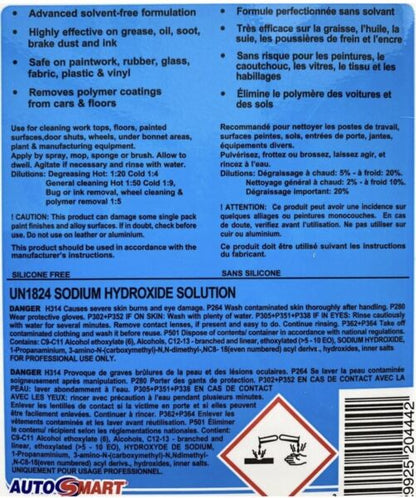 • Advanced solvent-free formulation
• Highly effective on grease, oil, soot,
brake dust and ink
• Safe on paintwork, rubber, glass,
fabric, plastic & vinyl
• Removes polymer coatings
from cars & floors
Use for cleaning work tops, floors, painted
surfaces,door shuts, wheels, under bonnet areas,
plant & manufacturing equipment.
Apply by spray, mop, sponge or brush. Allow to
dwell. Agitate if necessary and rinse with water.
Dilutions: Degreasing Hot: 1:20 Cold 1:4
General cleaning Hot 1:50 Cold 1:9,
Bug or ink removal, wheel cleaning &
polymer removal 1:5
! CAUTION: This product can damage some single pack
paint finishes and alloy surfaces. If in doubt, check before
use. Do not use on leather or aluminium.
This product should be used in accordance with the
manufacturer's instructions.
SILICONE FREE
• Formule perfectionnée sans solvant
• Très efficace sur la graisse, l'huile, la
suie, les poussières de frein et l'encre
• Sans risque pour les peintures, le
caoutchouc, les vitres, le tissu et les
habillages
• Élimine le polymère des voitures et
des sols
Recommandé pour nettoyer les postes de travail,
surfaces peintes, sols, entrées de porte, jantes,
équipements divers.
Pulvérisez, frottez ou brossez, laissez agir, et
rincez à l'eau.
Dilutions: Dégraissage à chaud: 5% - à froid: 20%.
Nettoyage général à chaud: 2% - à froid 10%.
Dégraissage important: 20%
! ATTENTION: Ce produit peut avoir une incidence sur
quelques alliages ou peintures monocouches. En cas
de doute, verifiez avant l'utilisation. Ne pas utiliser sur
cuir ou aluminium.
Ce produit doit être utilisé suivant les instructions
du fabricant.
SANS SILICONE
UN1824 SODIUM HYDROXIDE SOLUTION
DANGER H314 Causes severe skin burns and eye damage. P264 Wash contaminated skin thoroughly after handling. P280
Wear protective gloves. P302+P352 IF ON SKIN: Wash with plenty of water. P305+P351+P338 IF IN EYES: Rinse cautiously
with water for several minutes. Remove contact lenses, if present and easy to do. Continue rinsing. P362+P364 Take off
contaminated clothing and wash it before reuse. P501 Dispose of contents/ container in accordance with national regulations.
Contains: C9-C11 Alcohol ethoxylate (6), Alcohols, C12-13 - branched and linear, ethoxylated (>5 - 10 EO), SODIUM HYDROXIDE,
1-Propanaminium, 3-amino-N-(carboxymethyl)-N,N-dimethyl-,NC8- 18(even numbered) acyl derivs., hydroxides, inner salts
FOR PROFESSIONAL USE ONLY.
DANGER H314 Provoque de graves brûlures de la peau et des lésions oculaires. P264 Se laver la peau contaminée
soigneusement après manipulation. P280 Porter des gants de protection. P302+P352 EN CAS DE CONTACT AVEC LA
PEAU: laver abondamment à l'eau. P305+P351+P338 EN CAS DE CONTACT
AVEC LES YEUX: rincer avec précaution à l'eau pendant plusieurs minutes.
Enlever les lentilles de contact si la victime en porte et si elles peuvent
être facilement enlevées. Continuer à rincer. P362+P364 Enlever les
vêtements contaminés et les laver avant réutilisation. P501 Éliminer
le contenu/ récipient selon les réglementations nationales. Contient:
C9-C11 Alcohol ethoxylate (6), Alcohols, C12-13 - branched and
linear, ethoxylated (>5 - 10 EO), HYDROXYDE DE SODIUM,
1-Propanaminium, 3-amino-N-(carboxymethyl)-N,Ndimethyl-
,NC8-18(even numbered) acyl derivs., hydroxides, inner salts.
UNIQUEMENT POUR USAGE PROFESSIONNEL.
AUTOSMART